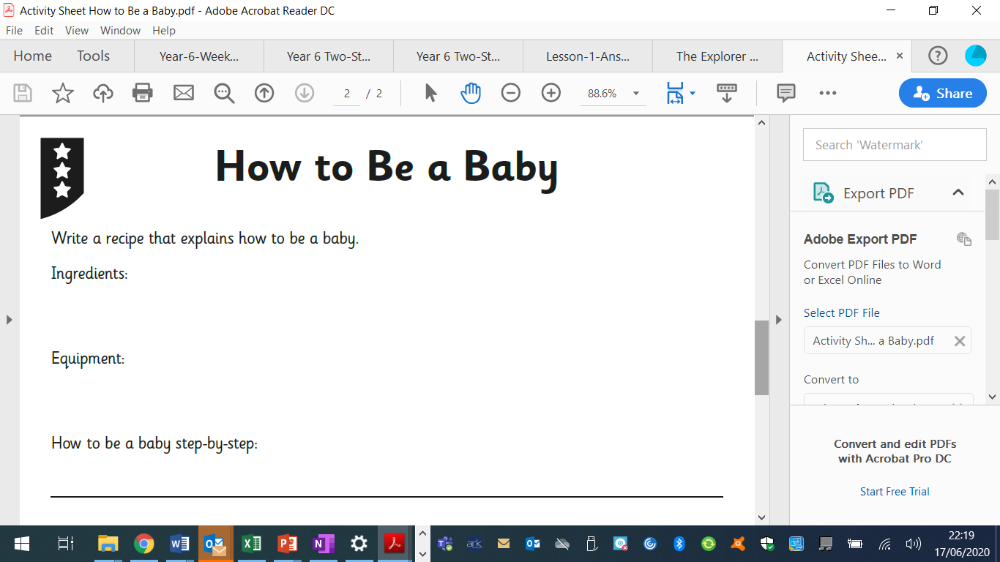 Activity Sheet How to Be a Baby.pdf - Adobe Acrobat Reader DC
File Edit View Window Help
Home Tools Year-6-Week... Year 6 Two-St... Year 6 Two-St... Lesson-1-Ans... The Explorer ... Activity Shee... ×
2 / 2 88.6% Share
How to Be a Baby
Write a recipe that explains how to be a baby.
Ingredients:
Equipment:
How to be a baby step-by-step:
Search 'Watermark'
Export PDF
Adobe Export PDF
Convert PDF Files to Word
or Excel Online
Select PDF File
Activity Sh... a Baby.pdf
Convert to
Convert and edit PDFs
with Acrobat Pro DC
Start Free Trial
ark
22:19
17/06/2020